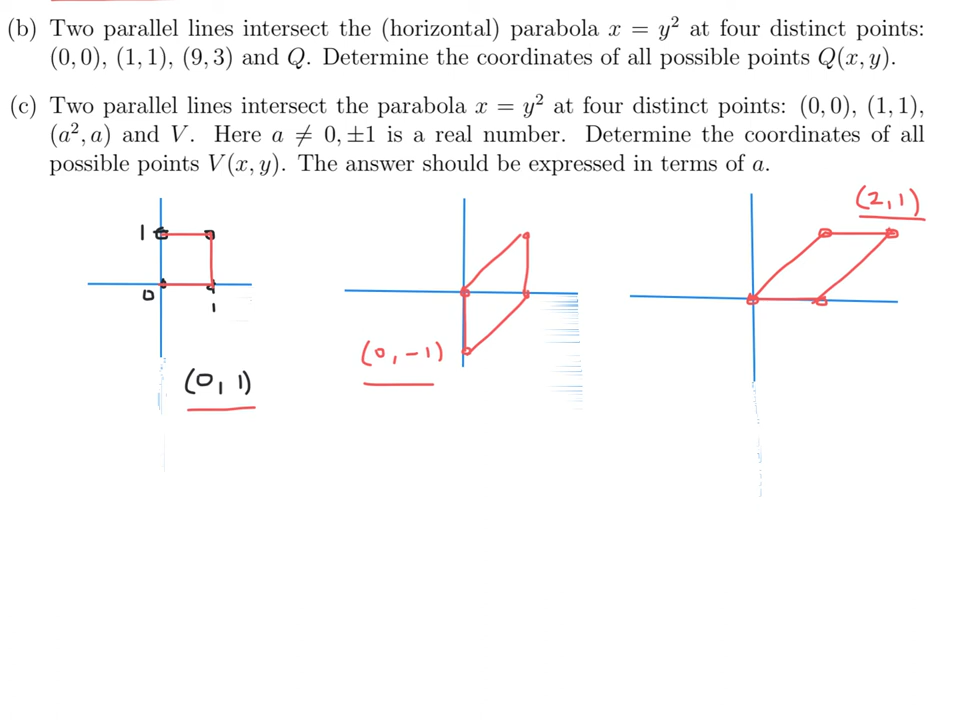 (b) Two parallel lines intersect the (horizontal) parabola x = y² at four distinct points:
(0, 0), (1, 1), (9, 3) and Q. Determine the coordinates of all possible points Q(x, y).
(c) Two parallel lines intersect the parabola x = y² at four distinct points: (0, 0), (1, 1),
(a², a) and V. Here a ≠ 0, ±1 is a real number. Determine the coordinates of all
possible points V(x, y). The answer should be expressed in terms of a.
(2, 1)
1
0
1
(0, -1)
(0, 1)